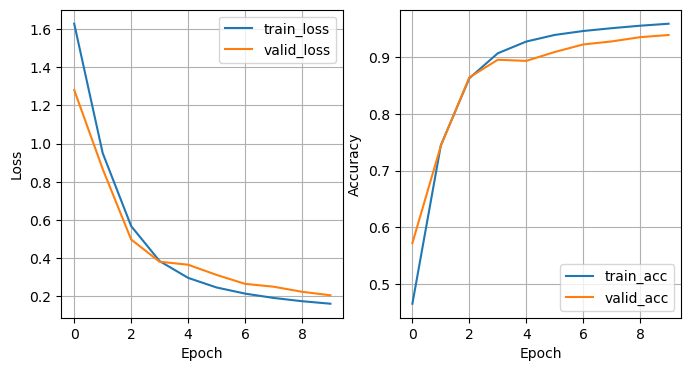 1.6
1.4
1.2
1.0
0.8
0.6
0.4
0.2
Loss
0 2 4 6 8
Epoch
train_loss
valid_loss
0.9
0.8
0.7
0.6
0.5
Accuracy
0 2 4 6 8
Epoch
train_acc
valid_acc